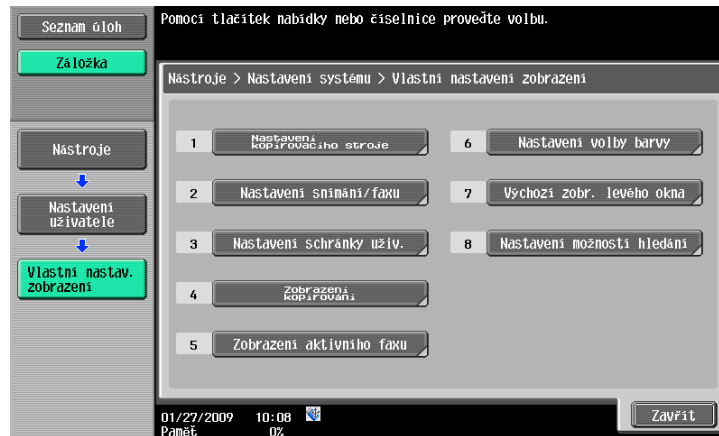 Seznam úloh
Záložka
Pomocí tlačítek nabídky nebo číselnice proveďte volbu.
Nástroje > Nastavení systému > Vlastní nastavení zobrazení
Nástroje
Nastavení
uživatele
Vlastní nastav.
zobrazení
1 Nastavení
kopírovacího stroje
2 Nastavení snímání/faxu
3 Nastavení schránky uživ.
4 Zobrazení
kopírování
5 Zobrazení aktivního faxu
6 Nastavení volby barvy
7 Výchozí zobr. levého okna
8 Nastavení možností hledání
01/27/2009 10:08
Paměť 0%
Zavřít